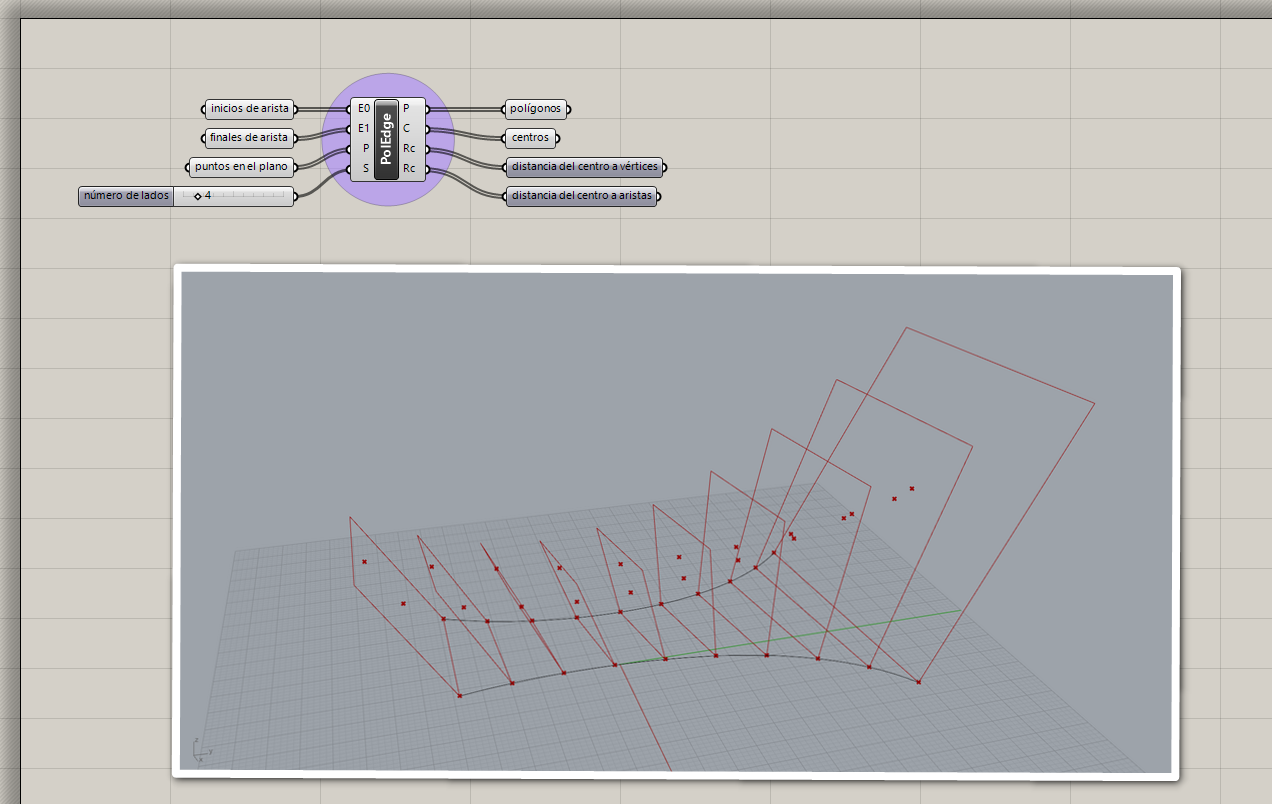 inicios de arista
finales de arista
puntos en el plano
número de lados
4
E0
E1
P
S
PolEdge
P
C
Rc
Rc
polígonos
centros
distancia del centro a vértices
distancia del centro a aristas
z